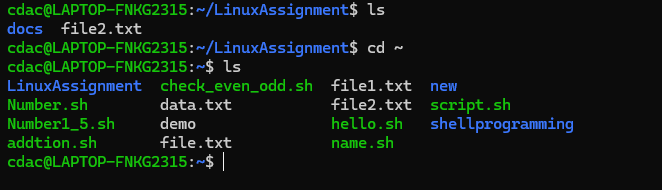 cdac@LAPTOP-FNKG2315:~/LinuxAssignment$ ls
docs  file2.txt
cdac@LAPTOP-FNKG2315:~/LinuxAssignment$ cd ~
cdac@LAPTOP-FNKG2315:~$ ls
LinuxAssignment  check_even_odd.sh  file1.txt  new
Number.sh        data.txt           file2.txt  script.sh
Number1_5.sh     demo               hello.sh   shellprogramming
addtion.sh       file.txt           name.sh
cdac@LAPTOP-FNKG2315:~$